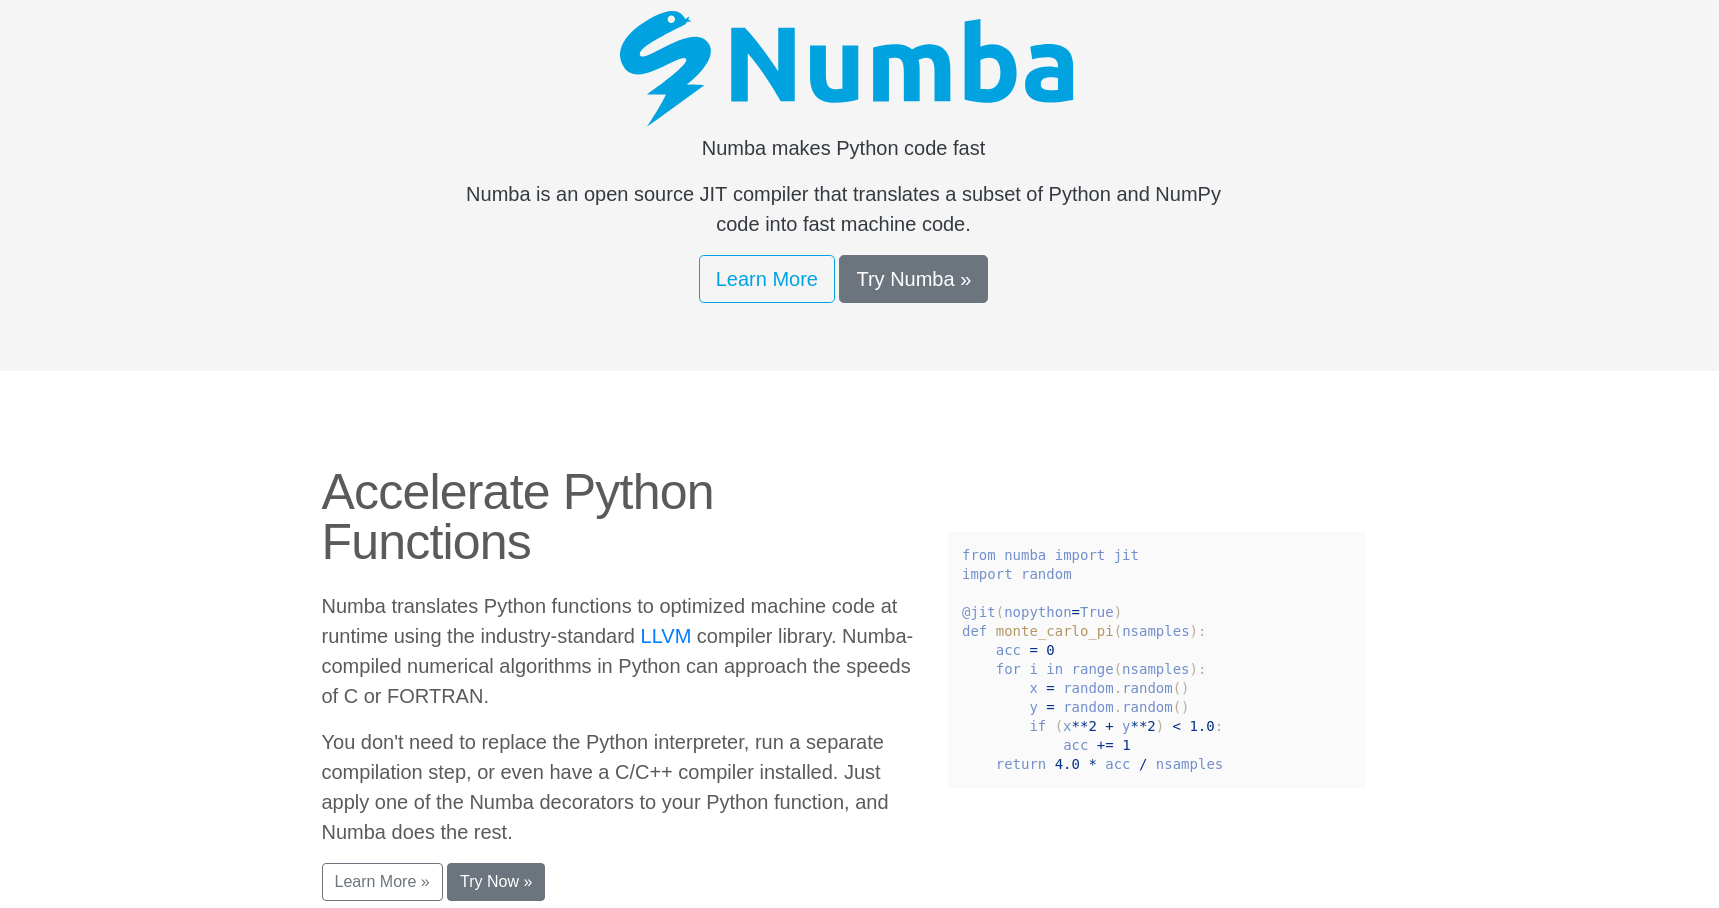 Numba
Numba makes Python code fast
Numba is an open source JIT compiler that translates a subset of Python and NumPy
code into fast machine code.
Learn More
Try Numba »
Accelerate Python
Functions
Numba translates Python functions to optimized machine code at
runtime using the industry-standard LLVM compiler library. Numba-
compiled numerical algorithms in Python can approach the speeds
of C or FORTRAN.
You don't need to replace the Python interpreter, run a separate
compilation step, or even have a C/C++ compiler installed. Just
apply one of the Numba decorators to your Python function, and
Numba does the rest.
Learn More »
Try Now »
from numba import jit
import random
@jit(nopython=True)
def monte_carlo_pi(nsamples):
    acc = 0
    for i in range(nsamples):
        x = random.random()
        y = random.random()
        if (x**2 + y**2) < 1.0:
            acc += 1
    return 4.0 * acc / nsamples